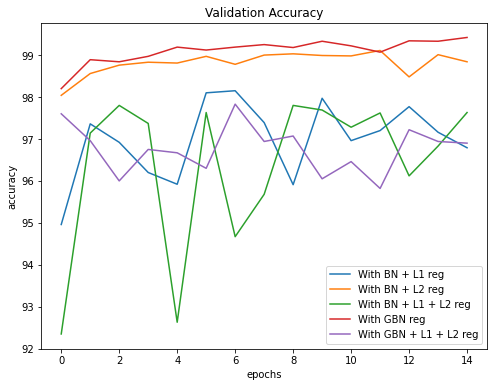 Validation Accuracy
accuracy
99
98
97
96
95
94
93
92
With BN + L1 reg
With BN + L2 reg
With BN + L1 + L2 reg
With GBN reg
With GBN + L1 + L2 reg
0 2 4 6 8 10 12 14
epochs